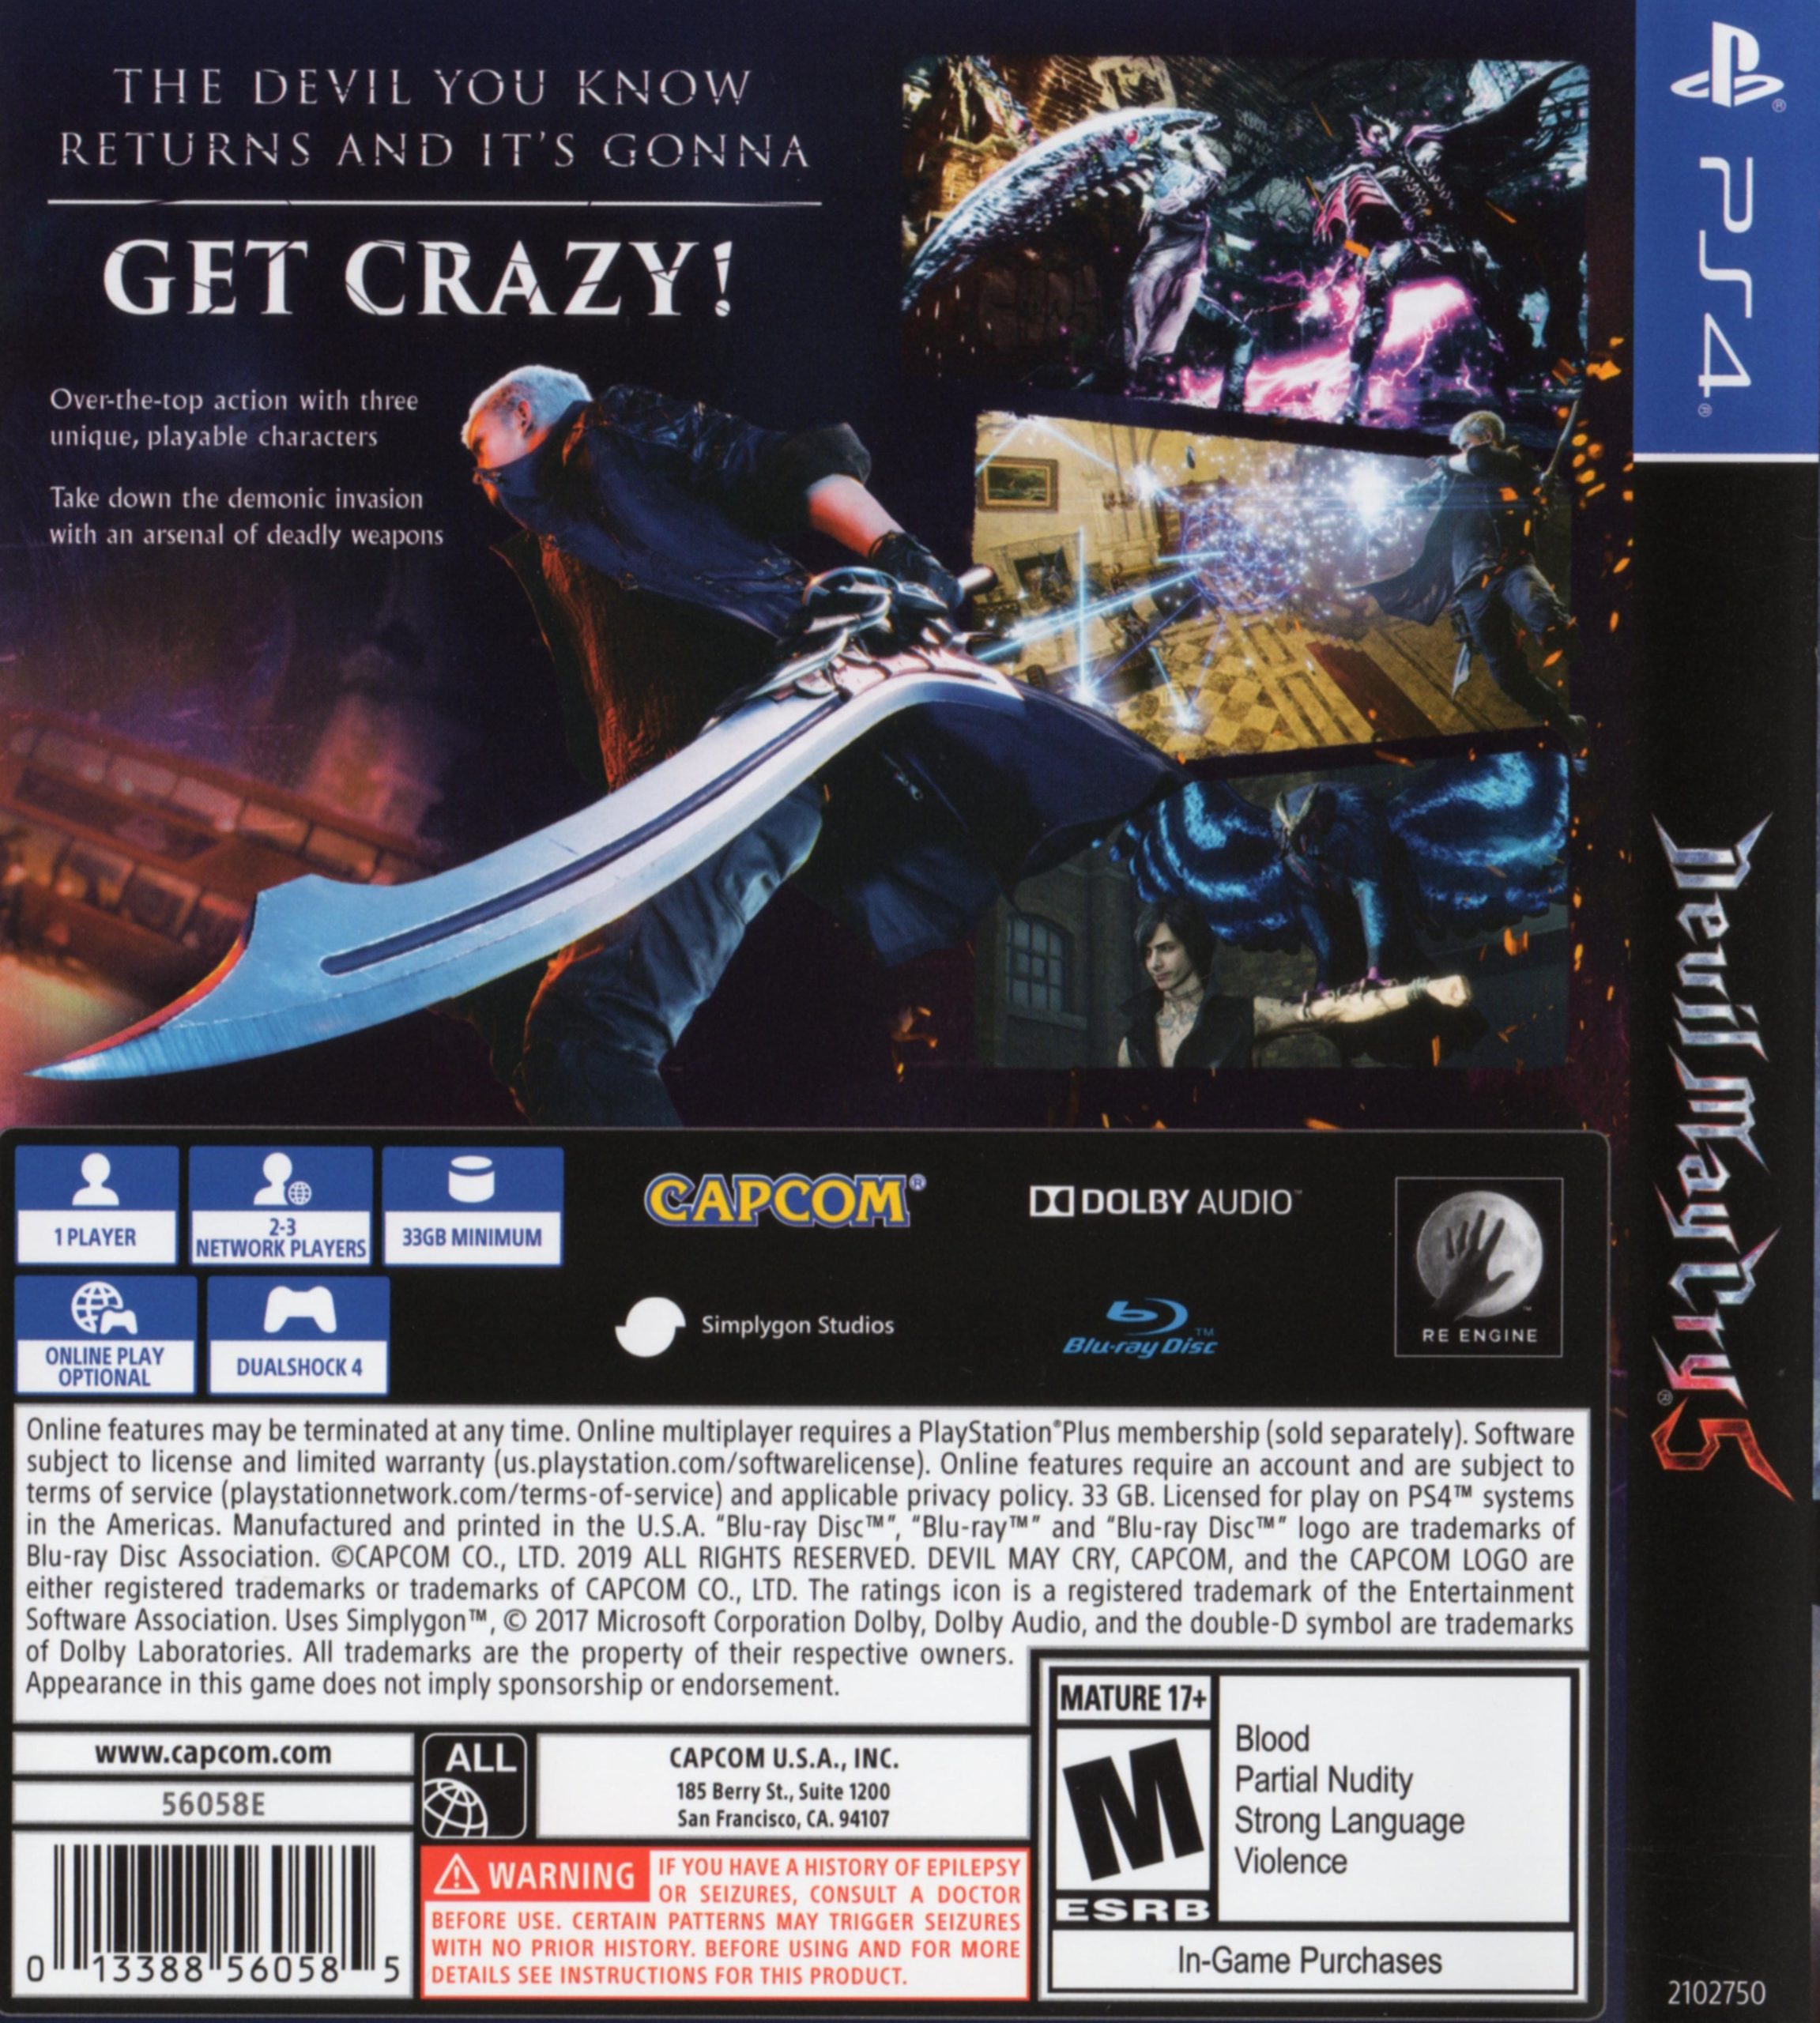 THE DEVIL YOU KNOW
RETURNS AND IT'S GONNA
GET CRAZY!
Over-the-top action with three
unique, playable characters
Take down the demonic invasion
with an arsenal of deadly weapons
PS4
Devil May Cry 5
1 PLAYER
2-3
NETWORK PLAYERS
33GB MINIMUM
ONLINE PLAY
OPTIONAL
DUALSHOCK 4
CAPCOM®
DOLBY AUDIO™
Simplygon Studios
Blu-ray Disc™
RE ENGINE
Online features may be terminated at any time. Online multiplayer requires a PlayStation®Plus membership (sold separately). Software
subject to license and limited warranty (us.playstation.com/softwarelicense). Online features require an account and are subject to
terms of service (playstationnetwork.com/terms-of-service) and applicable privacy policy. 33 GB. Licensed for play on PS4™ systems
in the Americas. Manufactured and printed in the U.S.A. “Blu-ray Disc™”, “Blu-ray™” and “Blu-ray Disc™” logo are trademarks of
Blu-ray Disc Association. ©CAPCOM CO., LTD. 2019 ALL RIGHTS RESERVED. DEVIL MAY CRY, CAPCOM, and the CAPCOM LOGO are
either registered trademarks or trademarks of CAPCOM CO., LTD. The ratings icon is a registered trademark of the Entertainment
Software Association. Uses Simplygon™, © 2017 Microsoft Corporation Dolby, Dolby Audio, and the double-D symbol are trademarks
of Dolby Laboratories. All trademarks are the property of their respective owners.
Appearance in this game does not imply sponsorship or endorsement.
www.capcom.com
56058E
ALL
CAPCOM U.S.A., INC.
185 Berry St., Suite 1200
San Francisco, CA. 94107
0 13388 56058 5
WARNING IF YOU HAVE A HISTORY OF EPILEPSY
OR SEIZURES, CONSULT A DOCTOR
BEFORE USE. CERTAIN PATTERNS MAY TRIGGER SEIZURES
WITH NO PRIOR HISTORY. BEFORE USING AND FOR MORE
DETAILS SEE INSTRUCTIONS FOR THIS PRODUCT.
MATURE 17+
M
ESRB
Blood
Partial Nudity
Strong Language
Violence
In-Game Purchases
2102750